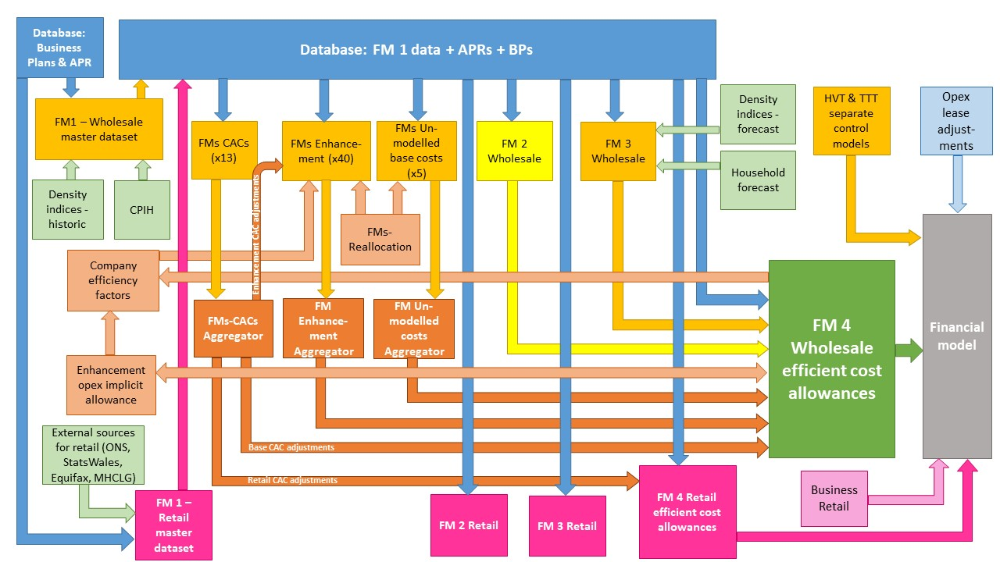 Database:
Business
Plans & APR
Database: FM 1 data + APRs + BPs
FM1 – Wholesale
master dataset
FMs CACs
(x13)
FMs Enhance-
ment (x40)
FMs Un-
modelled
base costs
(x5)
FM 2
Wholesale
FM 3
Wholesale
Density
indices -
forecast
Household
forecast
HVT & TTT
separate
control
models
Opex
lease
adjust-
ments
Density
indices -
historic
CPIH
FMs-
Reallocation
Enhancement CAC adjustments
Company
efficiency
factors
FMs-CACs
Aggregator
FM
Enhance-
ment
Aggregator
FM Un-
modelled
costs
Aggregator
FM 4
Wholesale
efficient cost
allowances
Financial
model
Enhancement
opex implicit
allowance
Base CAC adjustments
Retail CAC adjustments
External sources
for retail (ONS,
StatsWales,
Equifax, MHCLG)
FM 1 –
Retail
master
dataset
FM 2 Retail
FM 3 Retail
FM 4 Retail
efficient cost
allowances
Business
Retail